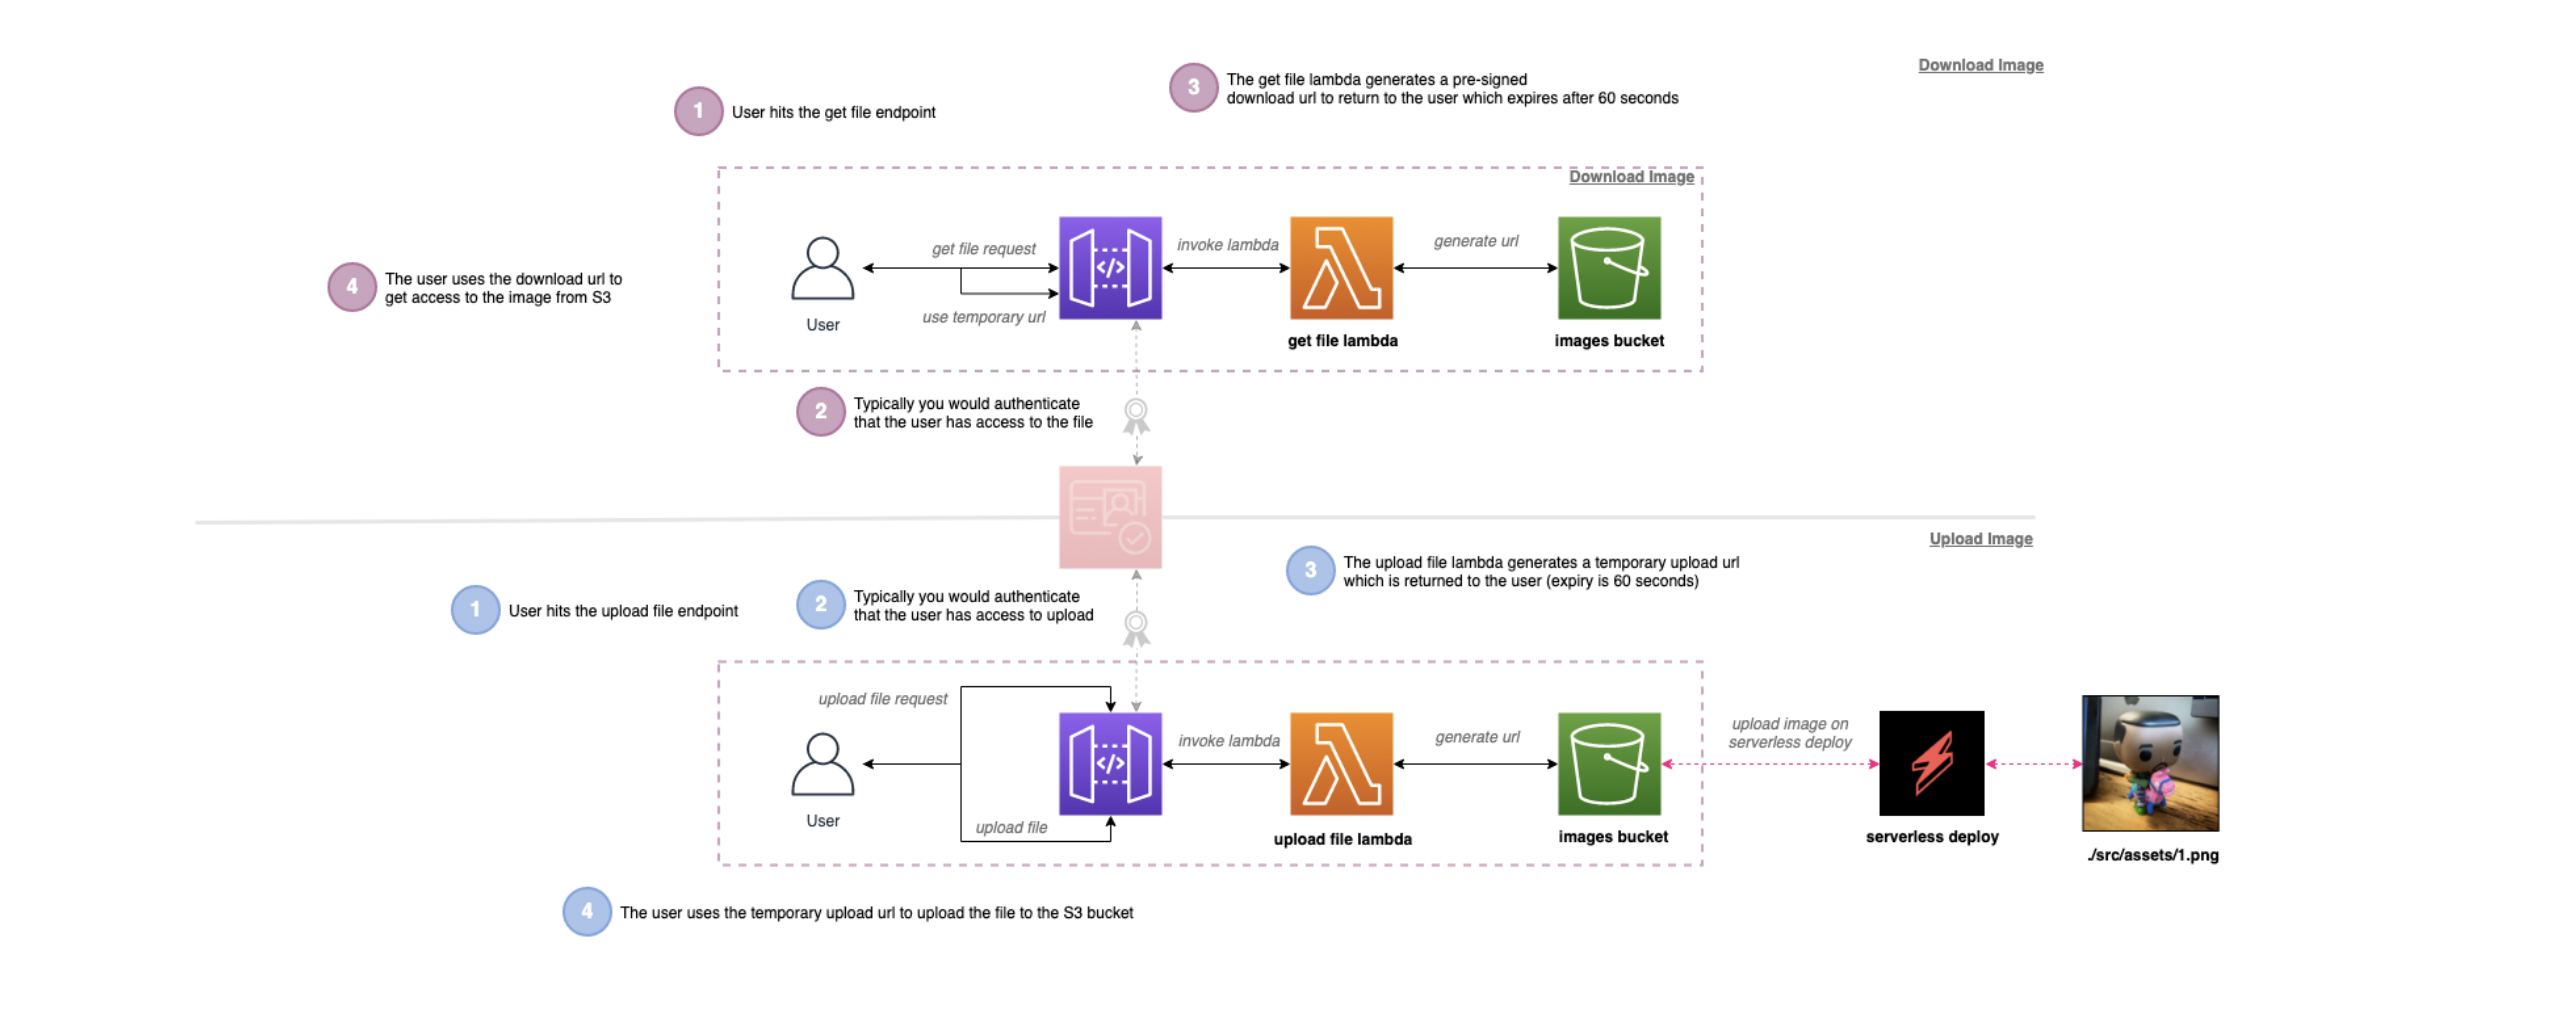 Download Image
3
The get file lambda generates a pre-signed
download url to return to the user which expires after 60 seconds
1
User hits the get file endpoint
Download Image
get file request
invoke lambda
generate url
</>
4
The user uses the download url to
get access to the image from S3
use temporary url
User
get file lambda
images bucket
2
Typically you would authenticate
that the user has access to the file
Upload Image
3
The upload file lambda generates a temporary upload url
which is returned to the user (expiry is 60 seconds)
1
User hits the upload file endpoint
2
Typically you would authenticate
that the user has access to upload
upload file request
invoke lambda
generate url
upload image on
serverless deploy
</>
User
upload file
upload file lambda
images bucket
serverless deploy
./src/assets/1.png
4
The user uses the temporary upload url to upload the file to the S3 bucket